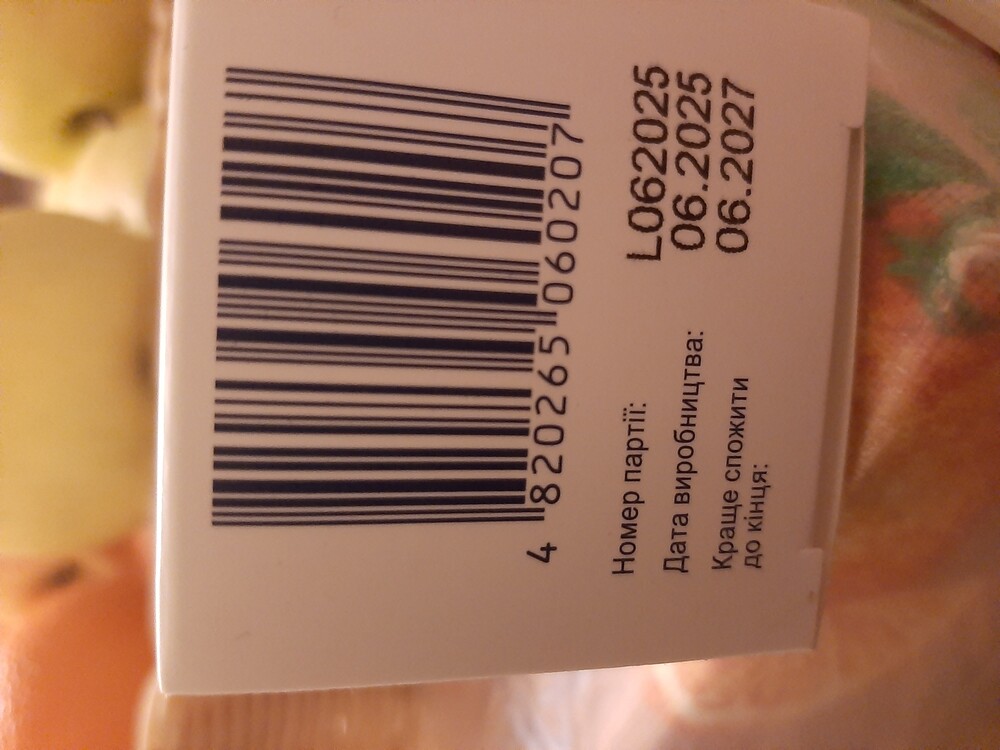 4 820265 060207
Номер партії: L062025
Дата виробництва: 06.2025
Краще спожити 06.2027
до кінця: